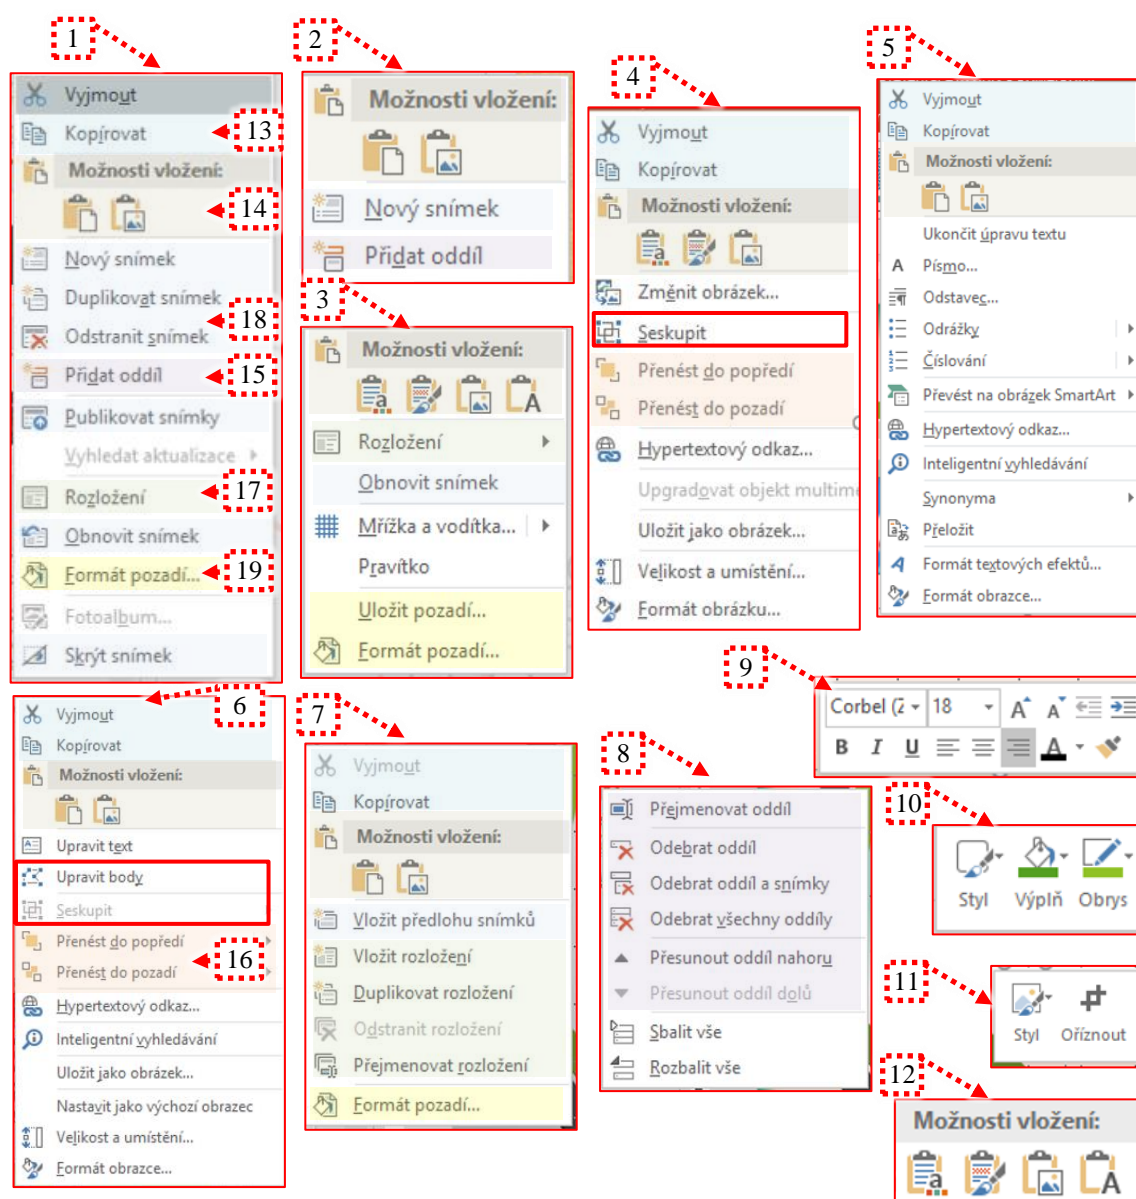 1
Vyjmout
Kopírovat
13
Možnosti vložení:
14
Nový snímek
Duplikovat snímek
18
Odstranit snímek
Přidat oddíl
15
Publikovat snímky
Vyhledat aktualizace
Rozložení
17
Obnovit snímek
Formát pozadí...
19
Fotoalbum...
Skrýt snímek
2
Možnosti vložení:
Nový snímek
Přidat oddíl
3
Možnosti vložení:
Rozložení
Obnovit snímek
Mřížka a vodítka...
Pravítko
Uložit pozadí...
Formát pozadí...
4
Vyjmout
Kopírovat
Možnosti vložení:
Změnit obrázek...
Seskupit
Přenést do popředí
Přenést do pozadí
Hypertextový odkaz...
Upgradovat objekt multime
Uložit jako obrázek...
Velikost a umístění...
Formát obrázku...
5
Vyjmout
Kopírovat
Možnosti vložení:
Ukončit úpravu textu
Písmo...
Odstavec...
Odrážky
Číslování
Převést na obrázek SmartArt
Hypertextový odkaz...
Inteligentní vyhledávání
Synonyma
Přeložit
Formát textových efektů...
Formát obrazce...
6
Vyjmout
Kopírovat
Možnosti vložení:
Upravit text
Upravit body
Seskupit
Přenést do popředí
16
Přenést do pozadí
Hypertextový odkaz...
Inteligentní vyhledávání
Uložit jako obrázek...
Nastavit jako výchozí obrazec
Velikost a umístění...
Formát obrazce...
7
Vyjmout
Kopírovat
Možnosti vložení:
Vložit předlohu snímků
Vložit rozložení
Duplikovat rozložení
Odstranit rozložení
Přejmenovat rozložení
Formát pozadí...
8
Přejmenovat oddíl
Odebrat oddíl
Odebrat oddíl a snímky
Odebrat všechny oddíly
Přesunout oddíl nahoru
Přesunout oddíl dolů
Sbalit vše
Rozbalit vše
9
Corbel (Z 18 A A
B I U A
10
Styl Výplň Obrys
11
Styl Oříznout
12
Možnosti vložení: